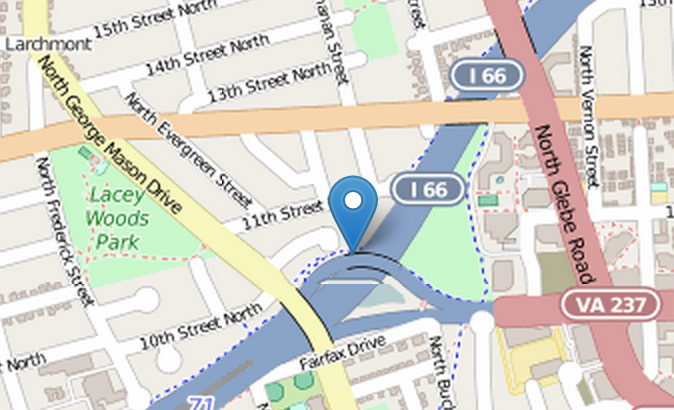 15th Street North
Larchmont
14th Street North
13th Street North
Street
I 66
North George Mason Drive
North Evergreen Street
North Vernon Street
North Glebe Road
Lacey
Woods
Park
I 66
11th Street
North Frederick Street
VA 237
10th Street North
North
Fairfax Drive
71